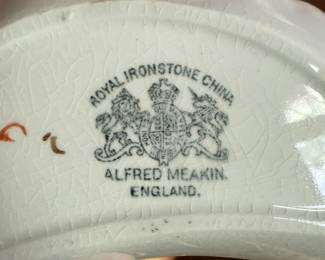 ROYAL IRONSTONE CHINA
ALFRED MEAKIN.
ENGLAND.